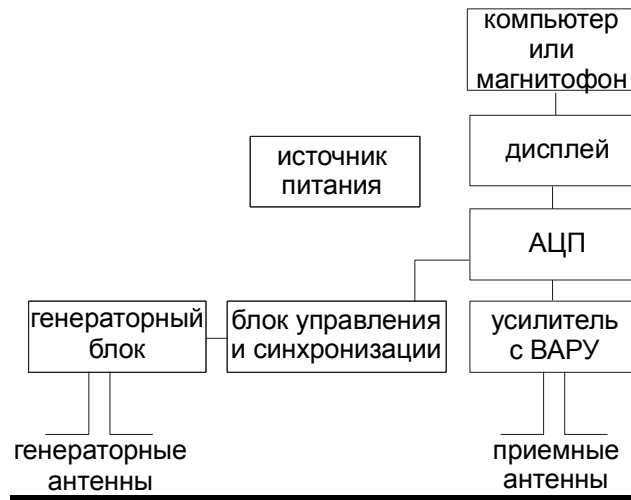 компьютер
или
магнитофон
дисплей
источник
питания
АЦП
генераторный
блок
блок управления
и синхронизации
усилитель
с ВАРУ
генераторные
антенны
приемные
антенны